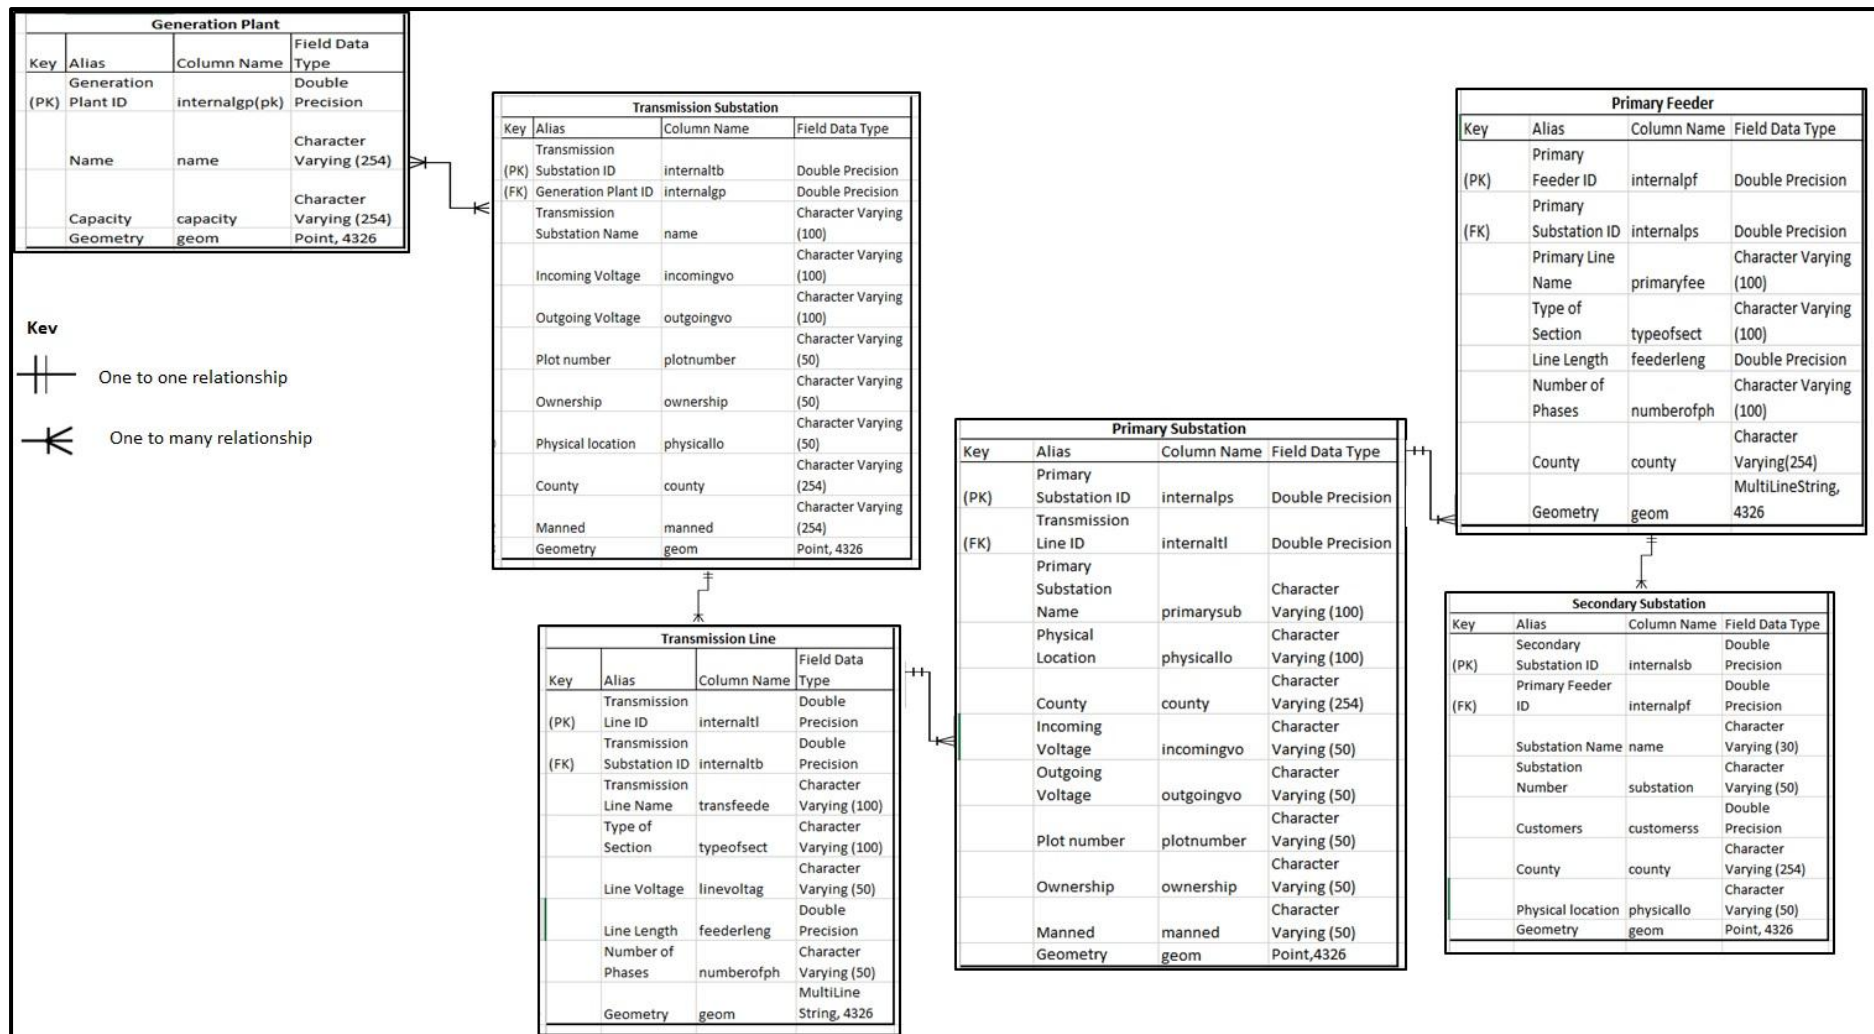 Generation Plant
Key Alias Column Name Field Data Type
(PK) Generation Plant ID internalgp(pk) Double Precision
Name name Character Varying (254)
Capacity capacity Character Varying (254)
Geometry geom Point, 4326
Kev
One to one relationship
One to many relationship
Transmission Substation
Key Alias Column Name Field Data Type
(PK) Transmission Substation ID internaltb Double Precision
(FK) Generation Plant ID internalgp Double Precision
Transmission Substation Name name Character Varying (100)
Incoming Voltage incomingvo Character Varying (100)
Outgoing Voltage outgoingvo Character Varying (100)
Plot number plotnumber Character Varying (50)
Ownership ownership Character Varying (50)
Physical location physicallo Character Varying (50)
County county Character Varying (254)
Manned manned Character Varying (254)
Geometry geom Point, 4326
Transmission Line
Key Alias Column Name Field Data Type
(PK) Transmission Line ID internaltl Double Precision
(FK) Transmission Substation ID internaltb Double Precision
Transmission Line Name transfeede Character Varying (100)
Type of Section typeofsect Character Varying (100)
Line Voltage linevoltag Character Varying (50)
Line Length feederleng Double Precision
Number of Phases numberofph Character Varying (50)
Geometry geom MultiLine String, 4326
Primary Substation
Key Alias Column Name Field Data Type
(PK) Primary Substation ID internalps Double Precision
(FK) Transmission Line ID internaltl Double Precision
Primary Substation Name primarysub Character Varying (100)
Physical Location physicallo Character Varying (100)
County county Character Varying (254)
Incoming Voltage incomingvo Character Varying (50)
Outgoing Voltage outgoingvo Character Varying (50)
Plot number plotnumber Character Varying (50)
Ownership ownership Character Varying (50)
Manned manned Character Varying (50)
Geometry geom Point,4326
Primary Feeder
Key Alias Column Name Field Data Type
(PK) Primary Feeder ID internalpf Double Precision
(FK) Primary Substation ID internalps Double Precision
Primary Line Name primaryfee Character Varying (100)
Type of Section typeofsect Character Varying (100)
Line Length feederleng Double Precision
Number of Phases numberofph Character Varying (100)
County county Character Varying(254)
Geometry geom MultiLineString, 4326
Secondary Substation
Key Alias Column Name Field Data Type
(PK) Secondary Substation ID internalsb Double Precision
(FK) Primary Feeder ID internalpf Double Precision
Substation Name name Character Varying (30)
Substation Number substation Character Varying (50)
Customers customerss Double Precision
County county Character Varying (254)
Physical location physicallo Character Varying (50)
Geometry geom Point, 4326